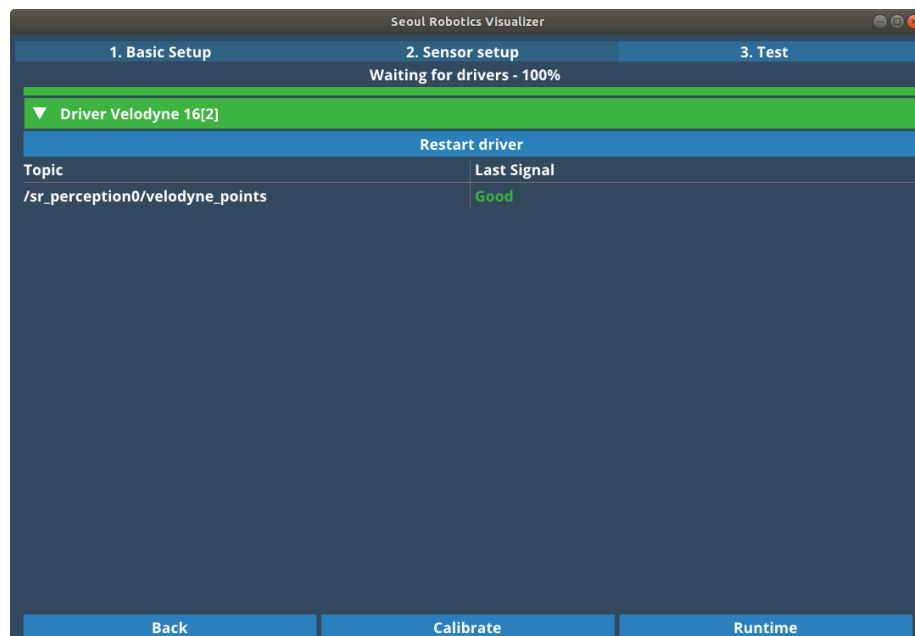 Seoul Robotics Visualizer
1. Basic Setup 2. Sensor setup 3. Test
Waiting for drivers - 100%
Driver Velodyne 16[2]
Restart driver
Topic Last Signal
/sr_perception0/velodyne_points Good
Back Calibrate Runtime